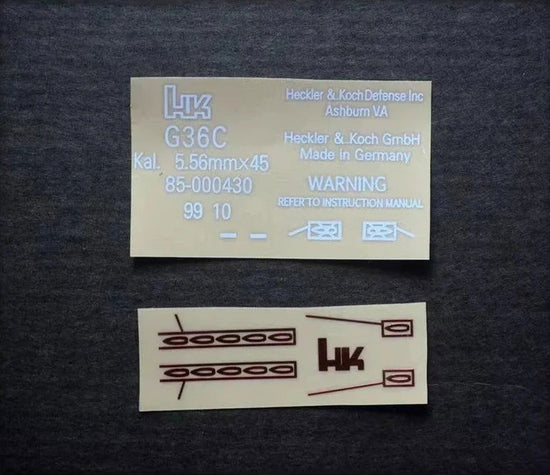 HK
G36C
Kal. 5.56mm×45
85-000430
99 10
Heckler & Koch Defense Inc
Ashburn VA
Heckler & Koch GmbH
Made in Germany
WARNING
REFER TO INSTRUCTION MANUAL
HK